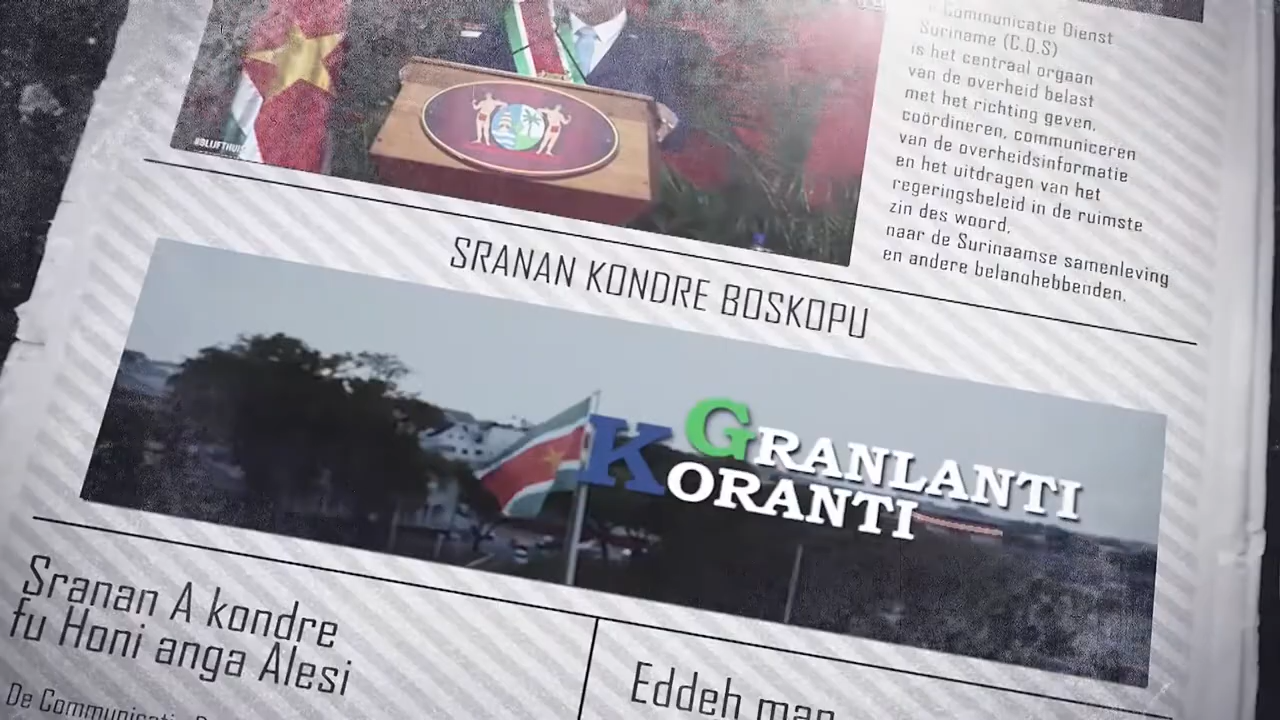 Communicatie Dienst
Suriname (C.D.S)
is het centraal orgaan
van de overheid belast
met het richting geven,
coördineren, communiceren
van de overheidsinformatie
en het uitdragen van het
regeringsbeleid in de ruimste
zin des woord,
naar de Surinaamse samenleving
en andere belanghebbenden.
SRANAN KONDRE BOSKOPU
GRANLANTI
KORANTI
Sranan A kondre
fu Honi anga Alesi
De
Eddeh man